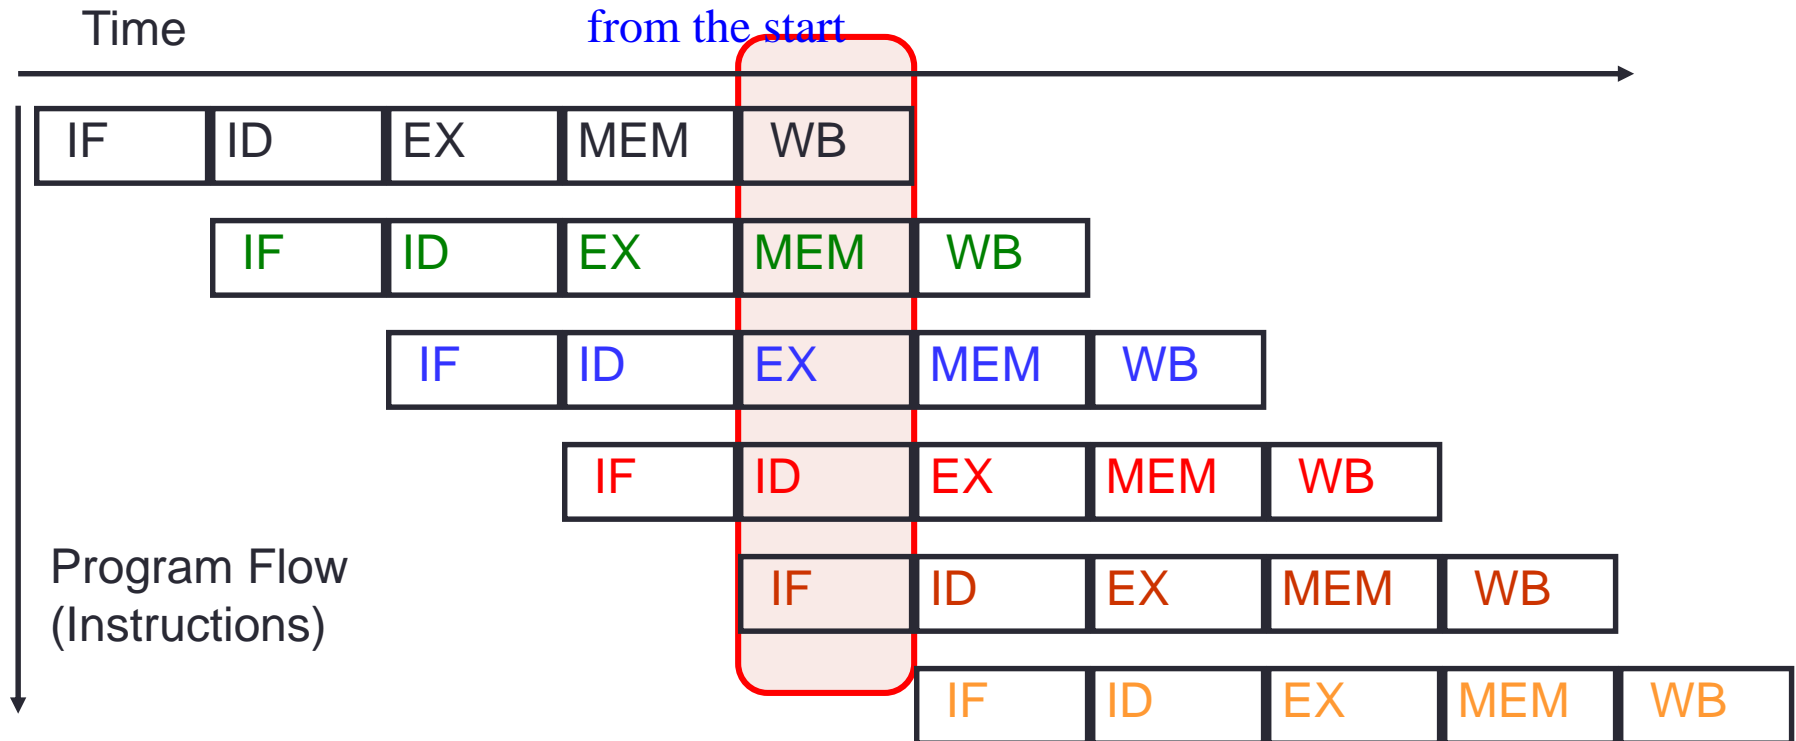 Time
from the start
IF ID EX MEM WB
IF ID EX MEM WB
IF ID EX MEM WB
IF ID EX MEM WB
Program Flow
(Instructions)
IF ID EX MEM WB
IF ID EX MEM WB